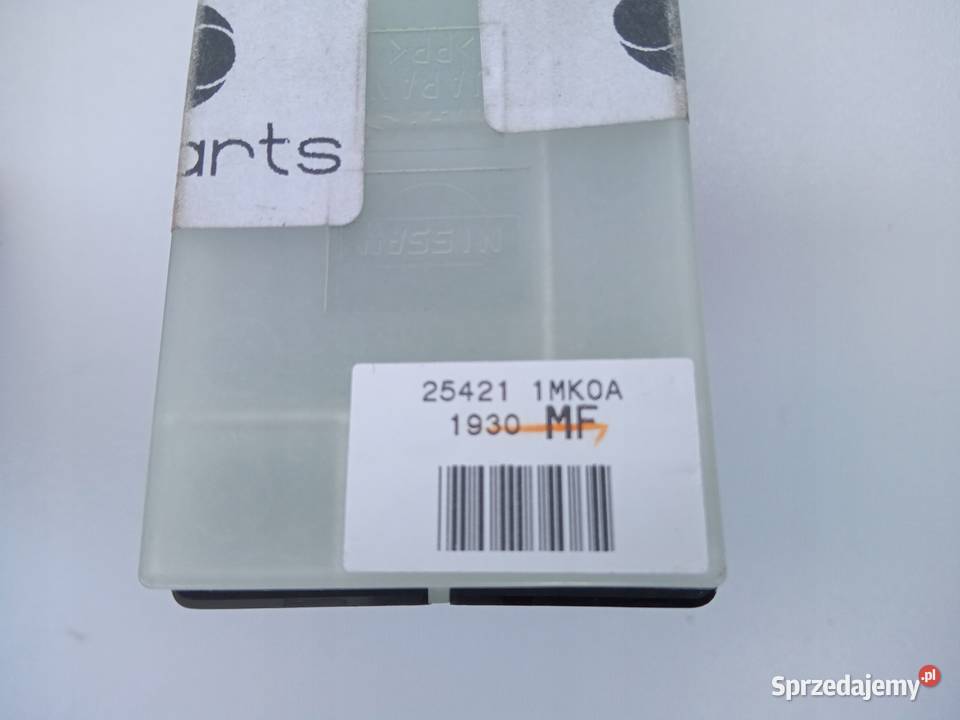 arts
NISSAN
25421 1MK0A
1930 MF
Sprzedajemy.pl